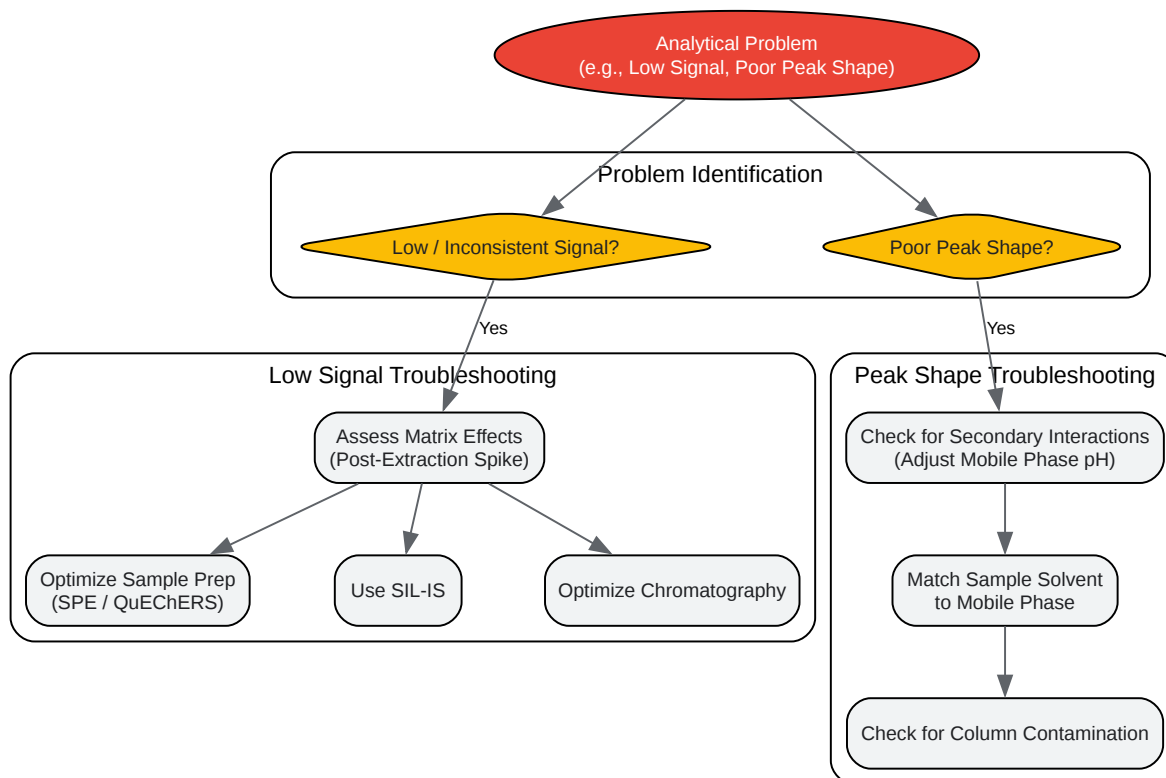 Analytical Problem
(e.g., Low Signal, Poor Peak Shape)
Problem Identification
Low / Inconsistent Signal?
Poor Peak Shape?
Yes
Yes
Low Signal Troubleshooting
Peak Shape Troubleshooting
Assess Matrix Effects
(Post-Extraction Spike)
Check for Secondary Interactions
(Adjust Mobile Phase pH)
Optimize Sample Prep
(SPE / QuEChERS)
Use SIL-IS
Optimize Chromatography
Match Sample Solvent
to Mobile Phase
Check for Column Contamination